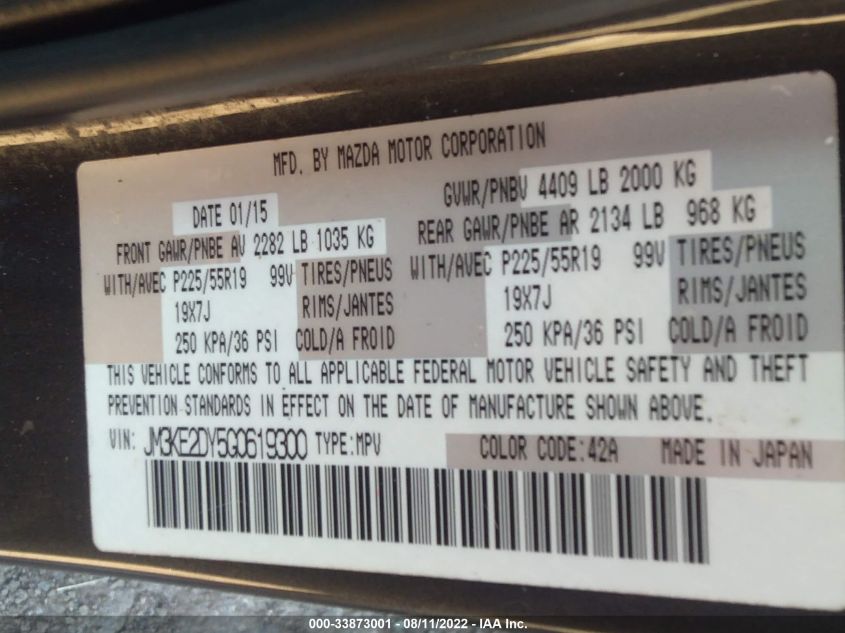 MFD. BY MAZDA MOTOR CORPORATION
GVWR/PNBV 4409 LB 2000 KG
DATE 01/15
FRONT GAWR/PNBE AV 2282 LB 1035 KG
REAR GAWR/PNBE AR 2134 LB 968 KG
WITH/AVEC P225/55R19 99V TIRES/PNEUS
WITH/AVEC P225/55R19 99V TIRES/PNEUS
19X7J RIMS/JANTES
19X7J RIMS/JANTES
250 KPA/36 PSI COLD/A FROID
250 KPA/36 PSI COLD/A FROID
THIS VEHICLE CONFORMS TO ALL APPLICABLE FEDERAL MOTOR VEHICLE SAFETY AND THEFT
PREVENTION STANDARDS IN EFFECT ON THE DATE OF MANUFACTURE SHOWN ABOVE.
VIN: JM3KE2DY5G0619300 TYPE:MPV COLOR CODE:42A MADE IN JAPAN
000-33873001 - 08/11/2022 - IAA Inc.